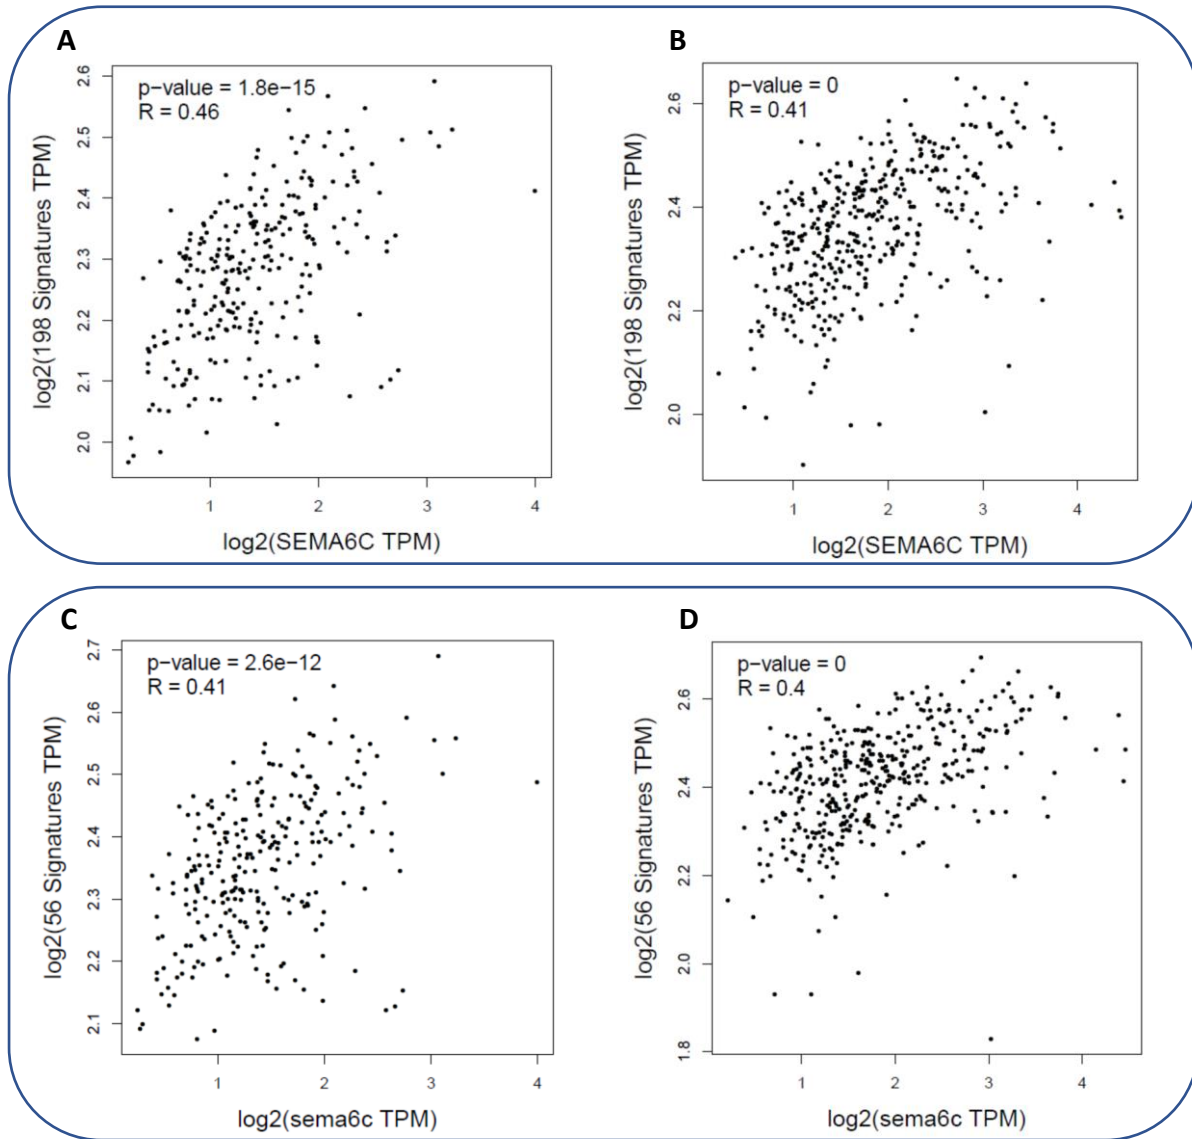 A
p-value = 1.8e-15
R = 0.46
2.6
2.5
2.4
2.3
2.2
2.1
2.0
log2(198 Signatures TPM)
1 2 3 4
log2(SEMA6C TPM)
B
p-value = 0
R = 0.41
2.6
2.4
2.2
2.0
log2(198 Signatures TPM)
1 2 3 4
log2(SEMA6C TPM)
C
p-value = 2.6e-12
R = 0.41
2.7
2.6
2.5
2.4
2.3
2.2
2.1
log2(56 Signatures TPM)
1 2 3 4
log2(sema6c TPM)
D
p-value = 0
R = 0.4
2.6
2.4
2.2
2.0
1.8
log2(56 Signatures TPM)
1 2 3 4
log2(sema6c TPM)